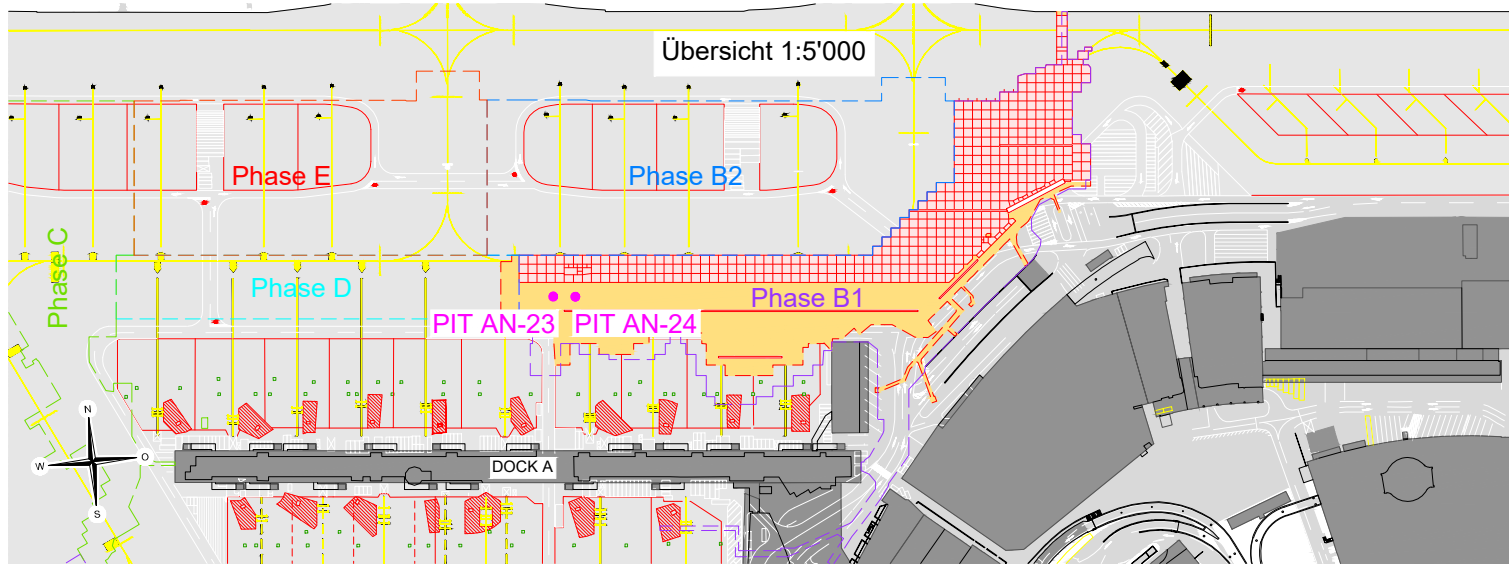 Übersicht 1:5'000
Phase E
Phase B2
Phase C
Phase D
Phase B1
PIT AN-23
PIT AN-24
N
W
O
S
DOCK A